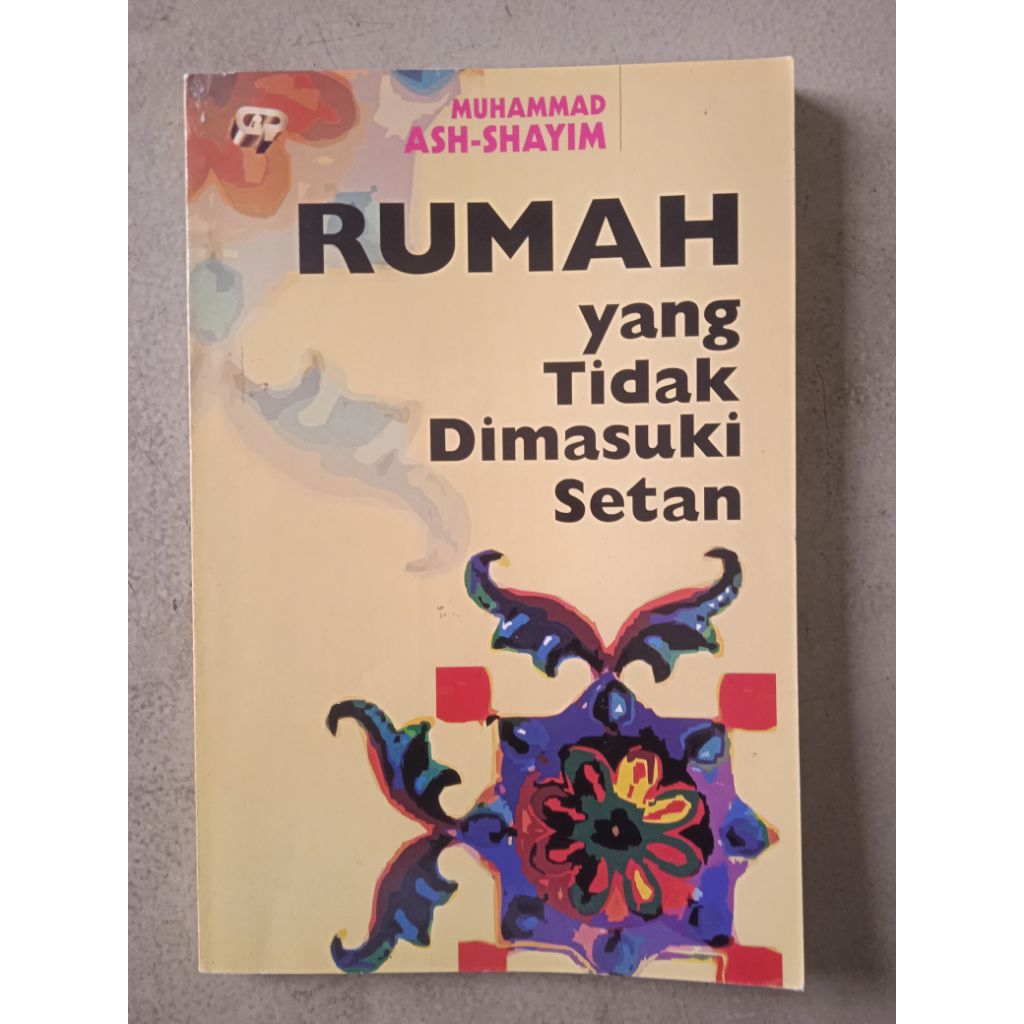 MUHAMMAD
ASH-SHAYIM
RUMAH
yang
Tidak
Dimasuki
Setan